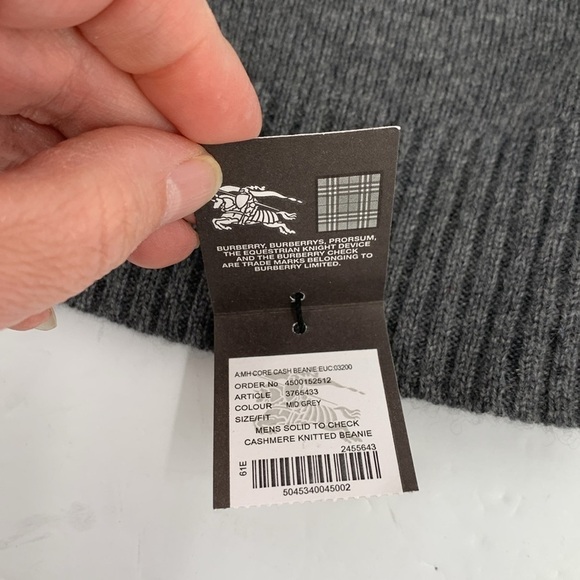 BURBERRY, BURBERRYS, PRORSUM,
THE EQUESTRIAN KNIGHT DEVICE
AND THE BURBERRY CHECK
ARE TRADE MARKS BELONGING TO
BURBERRY LIMITED.
A:MH-CORE CASH BEANIE EUC:03200
ORDER No 4500152512
ARTICLE 3765433
COLOUR MID GREY
SIZE/FIT
MENS SOLID TO CHECK
CASHMERE KNITTED BEANIE
2455643
61E
5045340045002